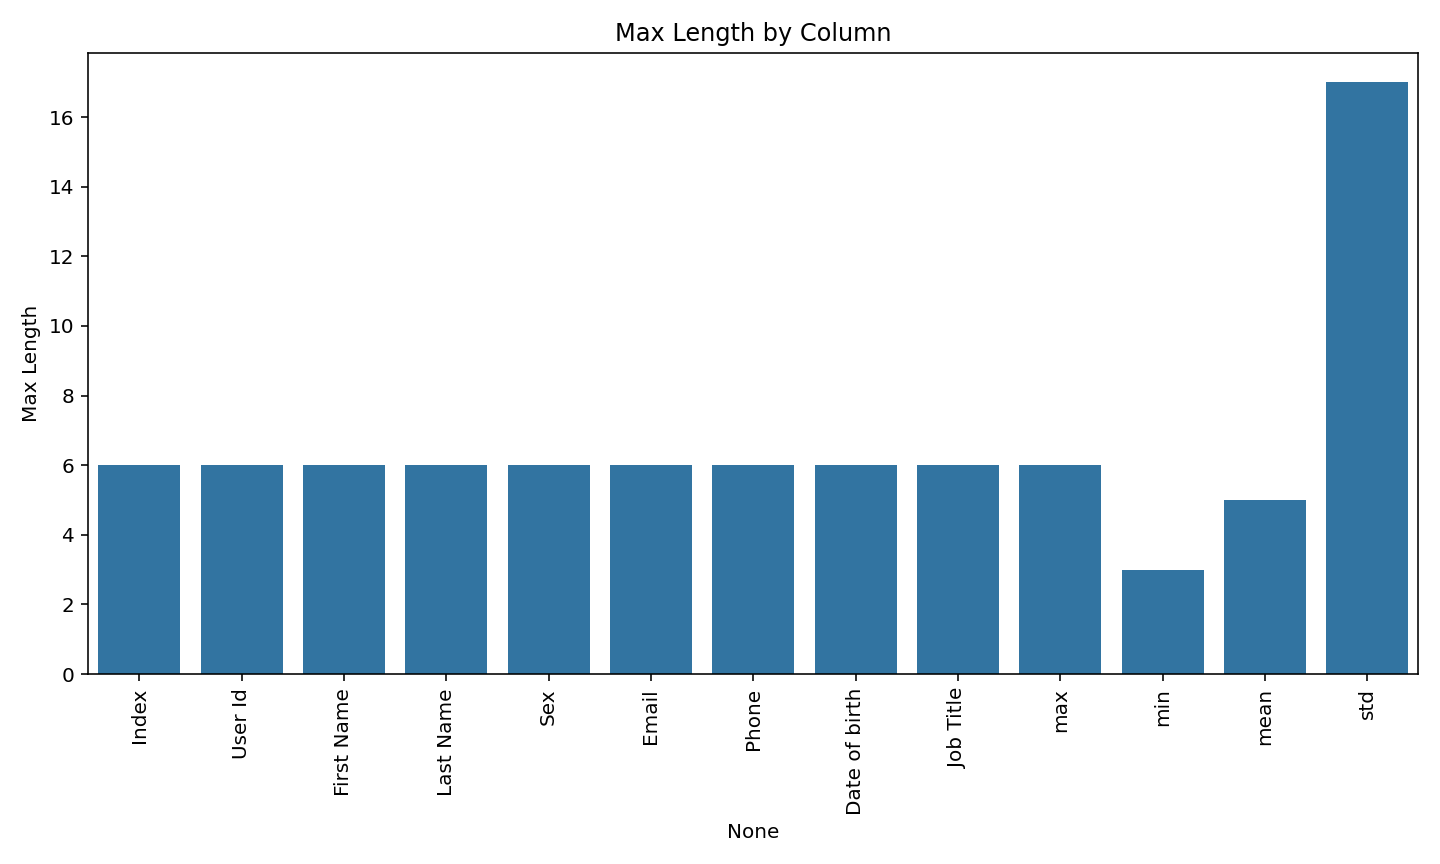 Max Length by Column
Max Length
16
14
12
10
8
6
4
2
0
Index
User Id
First Name
Last Name
Sex
Email
Phone
Date of birth
Job Title
max
min
mean
std
None